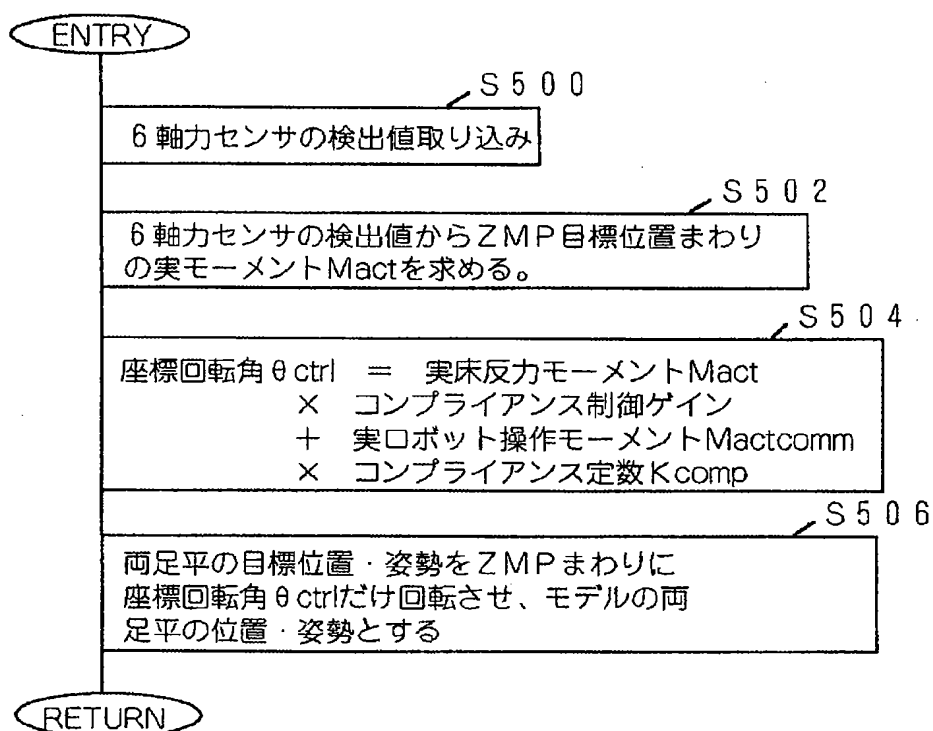 ENTRY
S500
6軸力センサの検出値取り込み
S502
6軸力センサの検出値からZMP目標位置まわり
の実モーメントMactを求める。
S504
座標回転角θctrl = 実床反力モーメントMact
× コンプライアンス制御ゲイン
+ 実ロボット操作モーメントMactcomm
× コンプライアンス定数Kcomp
S506
両足平の目標位置・姿勢をZMPまわりに
座標回転角θctrlだけ回転させ、モデルの両
足平の位置・姿勢とする
RETURN